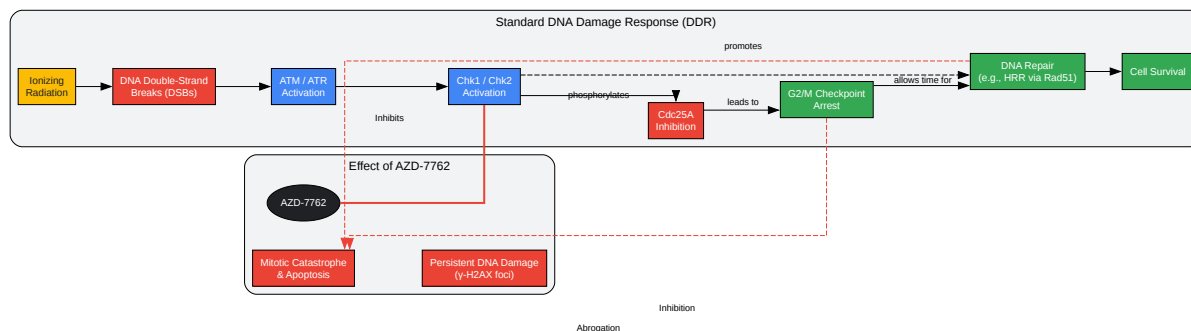 Standard DNA Damage Response (DDR)
promotes
Ionizing
Radiation
DNA Double-Strand
Breaks (DSBs)
ATM / ATR
Activation
Chk1 / Chk2
Activation
phosphorylates
Cdc25A
Inhibition
leads to
G2/M Checkpoint
Arrest
allows time for
DNA Repair
(e.g., HRR via Rad51)
Cell Survival
Inhibits
Effect of AZD-7762
AZD-7762
Mitotic Catastrophe
& Apoptosis
Persistent DNA Damage
(γ-H2AX foci)
Inhibition
Abrogation